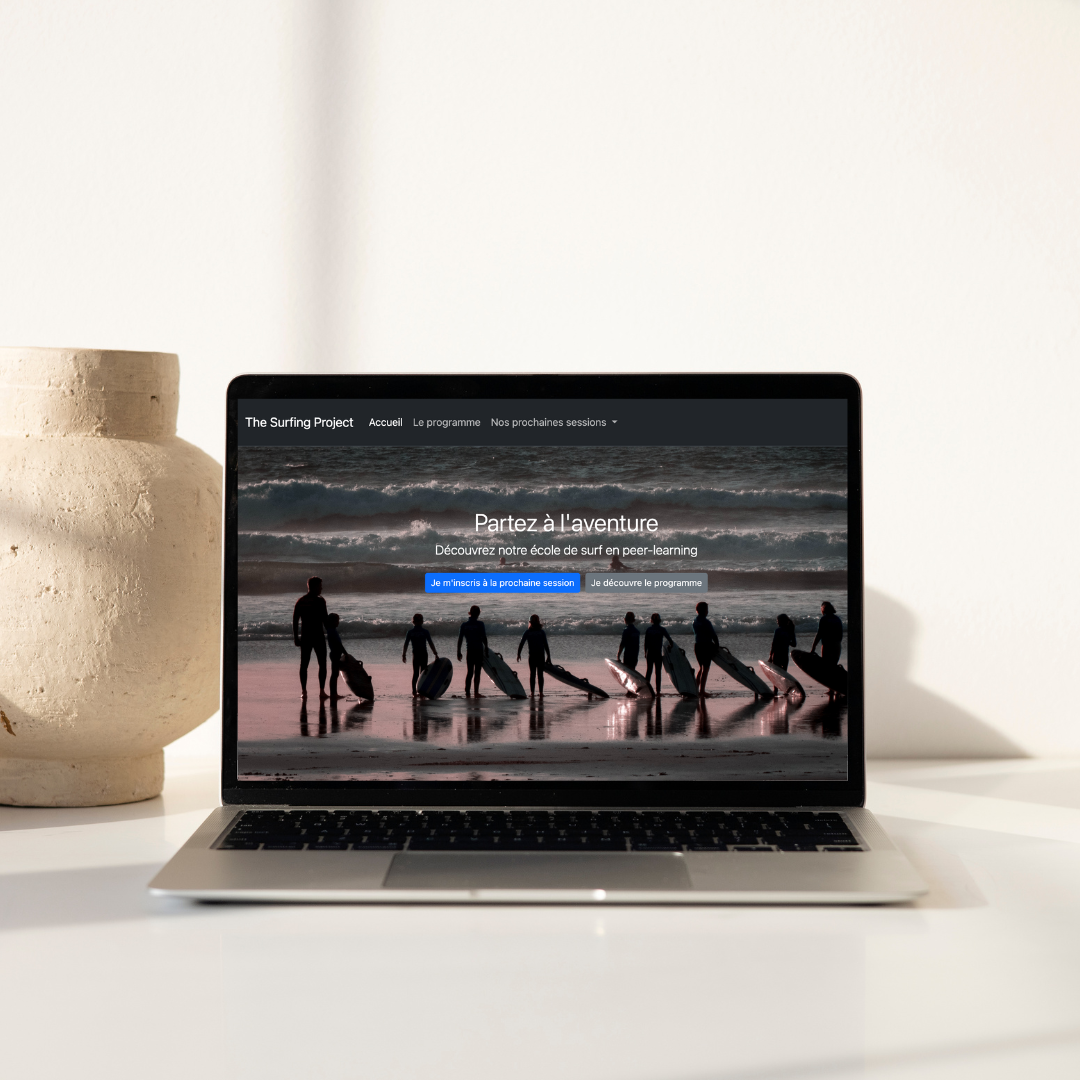 The Surfing Project Accueil Le programme Nos prochaines sessions
Partez à l'aventure
Découvrez notre école de surf en peer-learning
Je m'inscris à la prochaine session Je découvre le programme